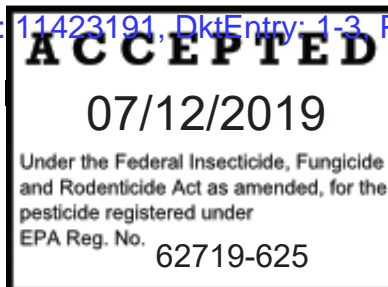 : 11423191, DktEntry: 1-3,
ACCEPTED
07/12/2019
Under the Federal Insecticide, Fungicide
and Rodenticide Act as amended, for the
pesticide registered under
EPA Reg. No.
62719-625